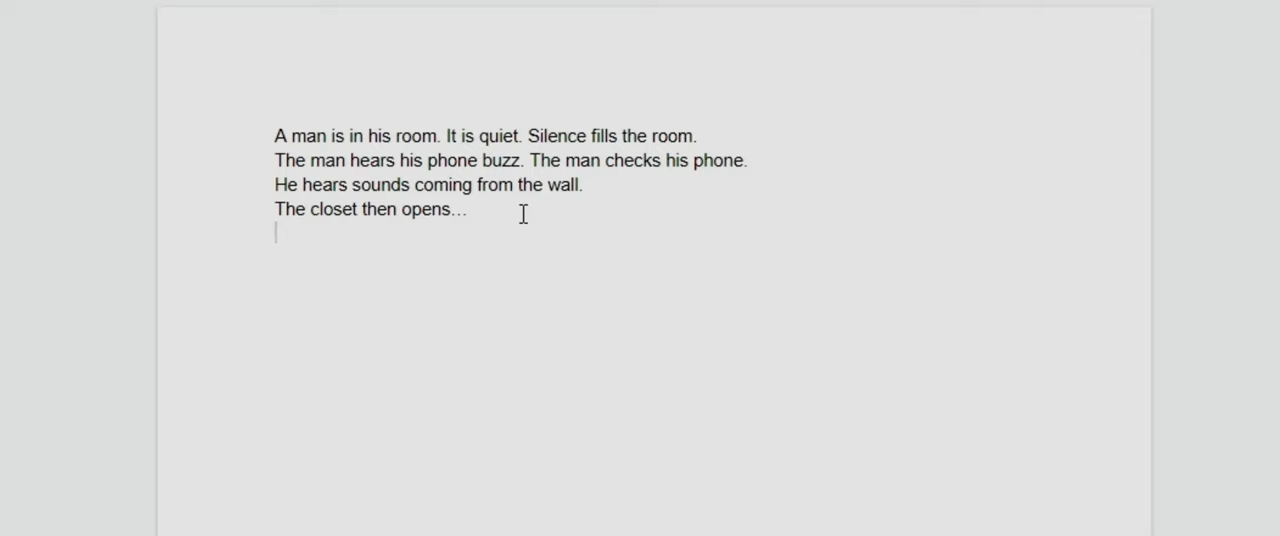 A man is in his room. It is quiet. Silence fills the room.
The man hears his phone buzz. The man checks his phone.
He hears sounds coming from the wall.
The closet then opens…